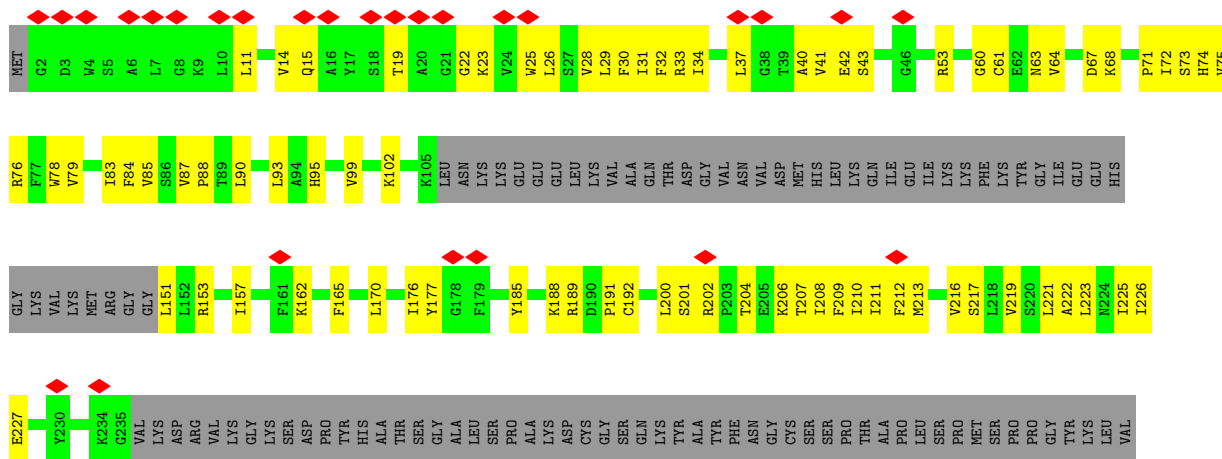 MET G2 D3 W4 S5 A6 L7 G8 K9 L10 L11 V14 Q15 A16 Y17 S18 T19 A20 G21 G22 K23 V24 W25 L26 S27 V28 L29 F30 I31 F32 R33 I34 L37 G38 T39 A40 V41 E42 S43 G46 R53 G60 C61 E62 N63 V64 D67 K68 P71 I72 S73 H74 V75
R76 F77 W78 V79 I83 F84 V85 S86 V87 P88 T89 L90 L93 A94 H95 V99 K102 K105 LEU ASN LYS LYS GLU GLU GLU LEU LYS VAL ALA GLN THR ASP GLY VAL ASN VAL ASP MET HIS LEU LYS GLN ILE GLU ILE LYS LYS PHE LYS TYR GLY ILE GLU GLU HIS
GLY LYS VAL LYS MET ARG GLY GLY L151 L152 R153 I157 F161 K162 F165 L170 I176 Y177 G178 F179 Y185 K188 R189 D190 P191 C192 L200 S201 R202 P203 T204 E205 K206 T207 I208 F209 I210 I211 F212 M213 V216 S217 L218 V219 S220 L221 A222 L223 N224 I225 I226
E227 Y230 K234 G235 VAL LYS ASP ARG VAL LYS GLY LYS SER ASP PRO TYR HIS ALA THR SER GLY ALA LEU SER PRO ALA LYS ASP CYS GLY SER GLN LYS TYR ALA TYR PHE ASN GLY CYS SER SER PRO THR ALA PRO LEU SER PRO MET SER PRO PRO GLY TYR LYS LEU VAL